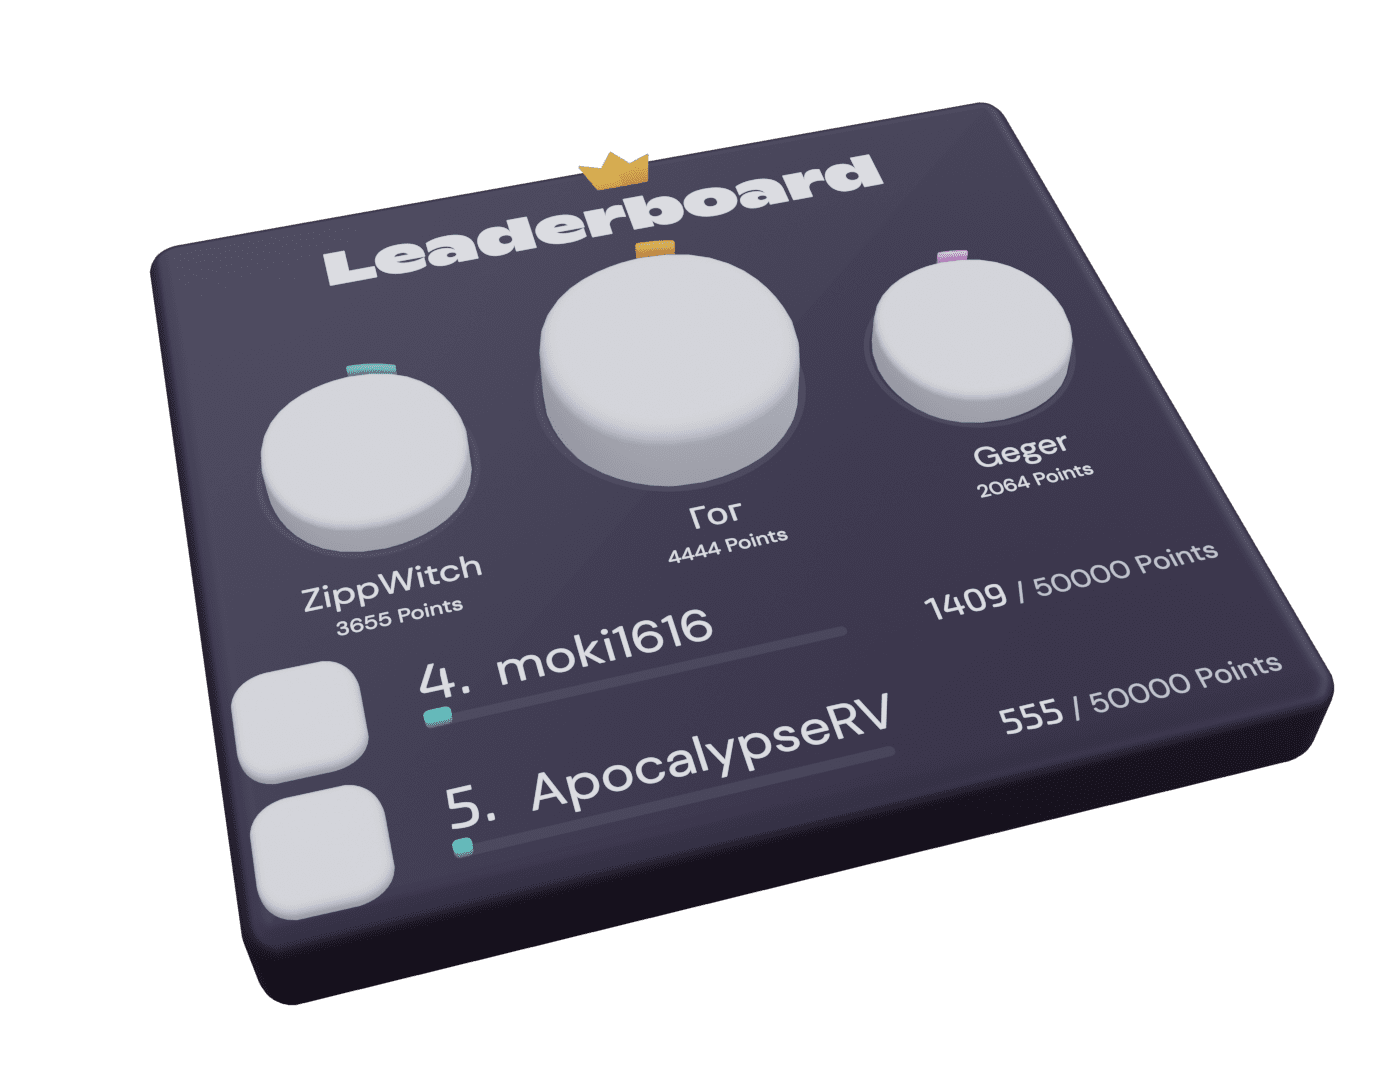 Leaderboard
ZippWitch
3655 Points
Гог
4444 Points
Geger
2064 Points
4. moki1616
1409 / 50000 Points
5. ApocalypseRV
555 / 50000 Points